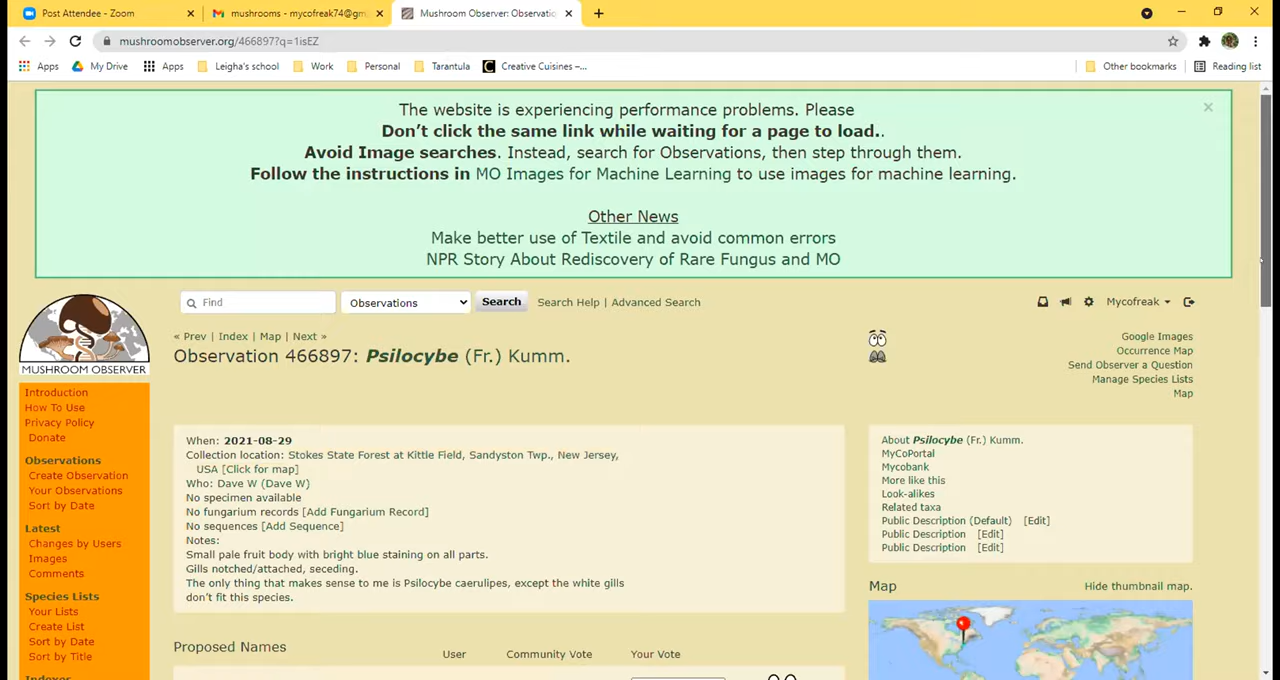 Post Attendee - Zoom
mushrooms - mycofreak74@gm
Mushroom Observer: Observatio
mushroomobserver.org/466897?q=1isEZ
Apps My Drive Apps Leigha's school Work Personal Tarantula Creative Cuisines –... Other bookmarks Reading list
The website is experiencing performance problems. Please
Don't click the same link while waiting for a page to load..
Avoid Image searches. Instead, search for Observations, then step through them.
Follow the instructions in MO Images for Machine Learning to use images for machine learning.
Other News
Make better use of Textile and avoid common errors
NPR Story About Rediscovery of Rare Fungus and MO
MUSHROOM OBSERVER
Find Observations Search Search Help | Advanced Search Mycofreak
« Prev | Index | Map | Next »
Observation 466897: Psilocybe (Fr.) Kumm.
Google Images
Occurrence Map
Send Observer a Question
Manage Species Lists
Map
Introduction
How To Use
Privacy Policy
Donate
Observations
Create Observation
Your Observations
Sort by Date
Latest
Changes by Users
Images
Comments
Species Lists
Your Lists
Create List
Sort by Date
Sort by Title
Indexes
When: 2021-08-29
Collection location: Stokes State Forest at Kittle Field, Sandyston Twp., New Jersey,
USA [Click for map]
Who: Dave W (Dave W)
No specimen available
No fungarium records [Add Fungarium Record]
No sequences [Add Sequence]
Notes:
Small pale fruit body with bright blue staining on all parts.
Gills notched/attached, seceding.
The only thing that makes sense to me is Psilocybe caerulipes, except the white gills
don't fit this species.
About Psilocybe (Fr.) Kumm.
MyCoPortal
Mycobank
More like this
Look-alikes
Related taxa
Public Description (Default) [Edit]
Public Description [Edit]
Public Description [Edit]
Map Hide thumbnail map.
Proposed Names User Community Vote Your Vote